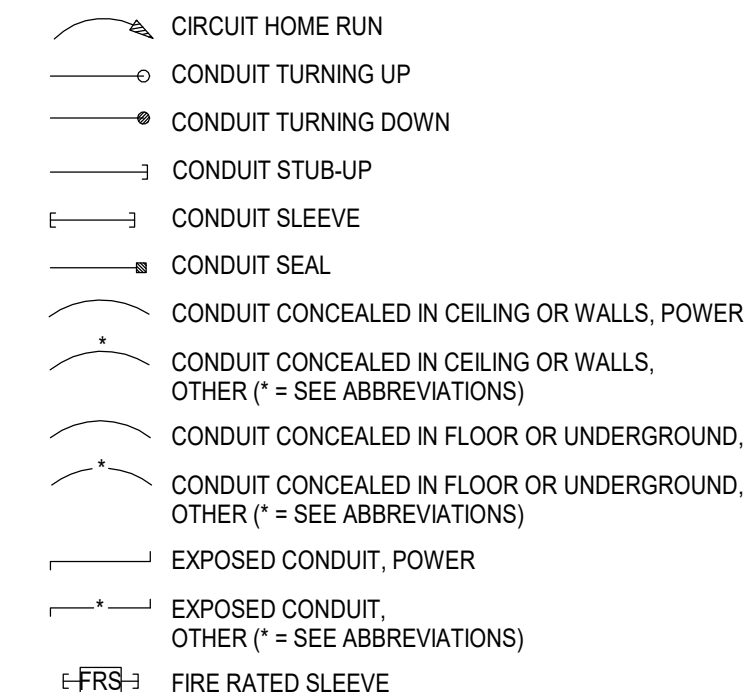 CIRCUIT HOME RUN
CONDUIT TURNING UP
CONDUIT TURNING DOWN
CONDUIT STUB-UP
CONDUIT SLEEVE
CONDUIT SEAL
CONDUIT CONCEALED IN CEILING OR WALLS, POWER
* CONDUIT CONCEALED IN CEILING OR WALLS,
OTHER (* = SEE ABBREVIATIONS)
CONDUIT CONCEALED IN FLOOR OR UNDERGROUND,
* CONDUIT CONCEALED IN FLOOR OR UNDERGROUND,
OTHER (* = SEE ABBREVIATIONS)
EXPOSED CONDUIT, POWER
* EXPOSED CONDUIT,
OTHER (* = SEE ABBREVIATIONS)
FRS FIRE RATED SLEEVE